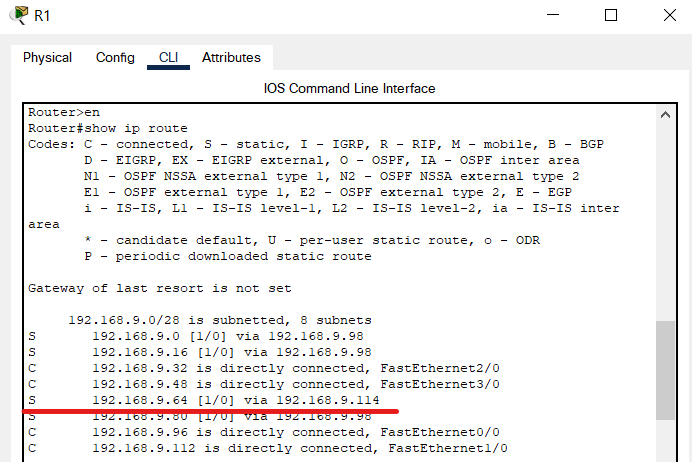 R1
Physical Config CLI Attributes
IOS Command Line Interface
Router>en
Router#show ip route
Codes: C - connected, S - static, I - IGRP, R - RIP, M - mobile, B - BGP
D - EIGRP, EX - EIGRP external, O - OSPF, IA - OSPF inter area
N1 - OSPF NSSA external type 1, N2 - OSPF NSSA external type 2
E1 - OSPF external type 1, E2 - OSPF external type 2, E - EGP
i - IS-IS, L1 - IS-IS level-1, L2 - IS-IS level-2, ia - IS-IS inter
area
* - candidate default, U - per-user static route, o - ODR
P - periodic downloaded static route
Gateway of last resort is not set
192.168.9.0/28 is subnetted, 8 subnets
S 192.168.9.0 [1/0] via 192.168.9.98
S 192.168.9.16 [1/0] via 192.168.9.98
C 192.168.9.32 is directly connected, FastEthernet2/0
C 192.168.9.48 is directly connected, FastEthernet3/0
S 192.168.9.64 [1/0] via 192.168.9.114
S 192.168.9.80 [1/0] via 192.168.9.98
C 192.168.9.96 is directly connected, FastEthernet0/0
C 192.168.9.112 is directly connected, FastEthernet1/0